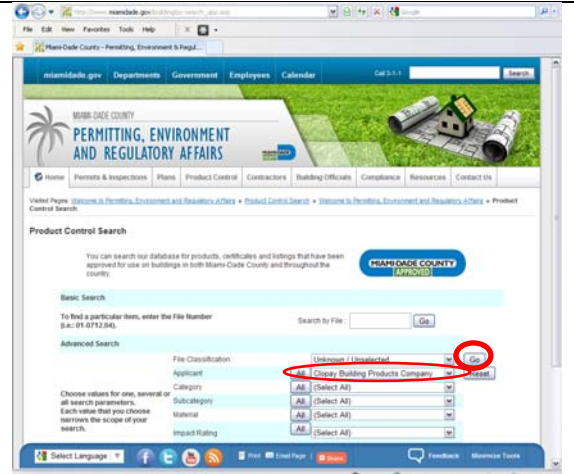 http://www.miamidade.gov/building/pc-search_app.asp
Google
File Edit View Favorites Tools Help
Miami-Dade County - Permitting, Environment & Regul...
miamidade.gov Departments Government Employees Calendar Call 3-1-1 Search
MIAMI-DADE COUNTY
PERMITTING, ENVIRONMENT
AND REGULATORY AFFAIRS
Home Permits & Inspections Plans Product Control Contractors Building Officials Compliance Resources Contact Us
Visited Pages: Welcome to Permitting, Environment and Regulatory Affairs Product Control Search Welcome to Permitting, Environment and Regulatory Affairs Product
Control Search
Product Control Search
You can search our database for products, certificates and listings that have been
approved for use on buildings in both Miami-Dade County and throughout the
country.
MIAMI-DADE COUNTY
APPROVED
Basic Search
To find a particular item, enter the File Number
(i.e.: 01-0712.04).
Search by File : Go
Advanced Search
File Classification: Unknown / Unselected Go
Applicant All Clopay Building Products Company Reset
Category All (Select All)
Choose values for one, several or
all search parameters.
Each value that you choose
narrows the scope of your
search.
Subcategory All (Select All)
Material All (Select All)
Impact Rating All (Select All)
Select Language Print Email Page Share Feedback Minimize Tools